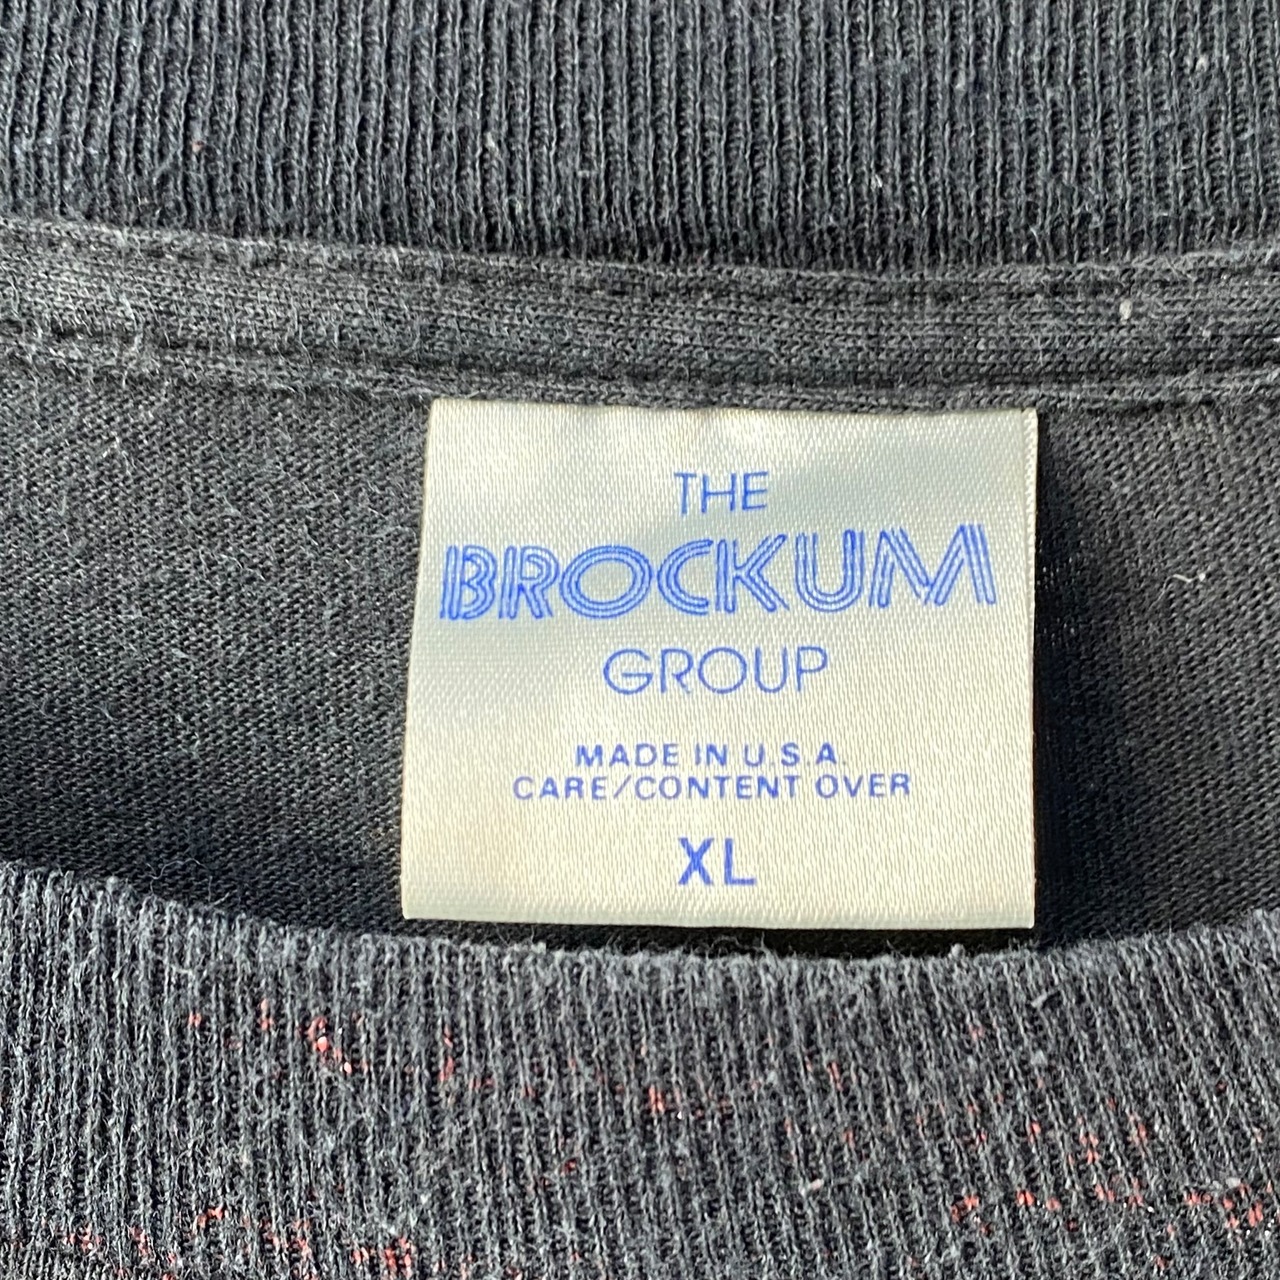 THE
BROCKUM
GROUP
MADE IN U.S.A.
CARE/CONTENT OVER
XL